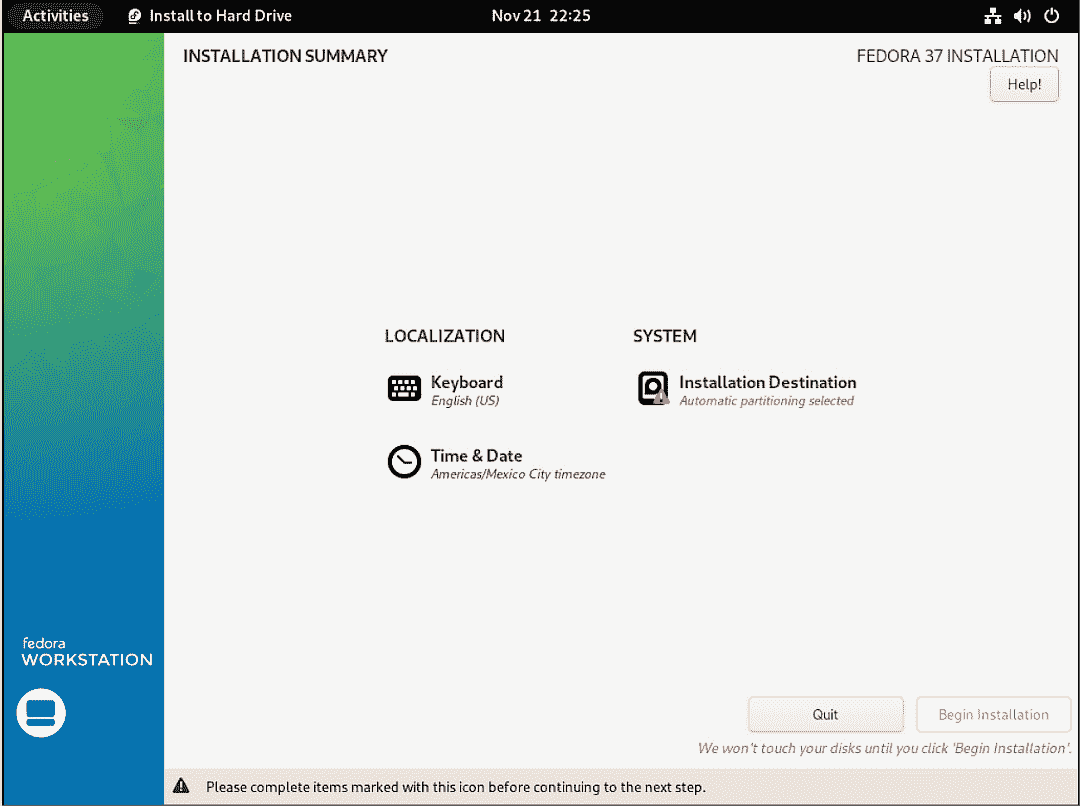 Activities Install to Hard Drive Nov 21 22:25
INSTALLATION SUMMARY FEDORA 37 INSTALLATION
Help!
LOCALIZATION SYSTEM
Keyboard Installation Destination
English (US) Automatic partitioning selected
Time & Date
Americas/Mexico City timezone
fedora
WORKSTATION
Quit Begin Installation
We won't touch your disks until you click 'Begin Installation'.
Please complete items marked with this icon before continuing to the next step.